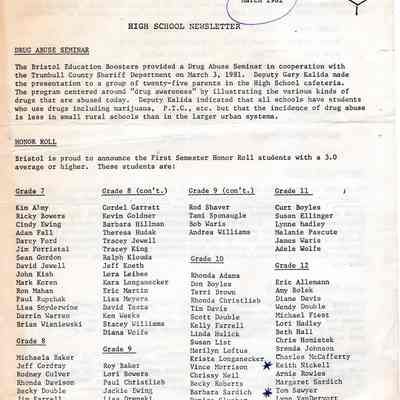 March 1981
HIGH SCHOOL NEWSLETTER
DRUG ABUSE SEMINAR
The Bristol Education Boosters provided a Drug Abuse Seminar in cooperation with
the Trumbull County Sheriff Department on March 3, 1981. Deputy Gary Kalida made
the presentation to a group of twenty-five parents in the High School cafeteria.
The program centered around "drug awareness" by illustrating the various kinds of
drugs that are abused today. Deputy Kalida indicated that all schools have students
who use drugs including marijuana, P.T.C., etc. but that the incidence of drug abuse
is less in small rural schools than in the larger urban systems.
HONOR ROLL
Bristol is proud to announce the First Semester Honor Roll students with a 3.0
average or higher. These students are:
Grade 7
Kim Almy
Ricky Bowers
Cindy Ewing
Adam Fall
Darcy Ford
Jim Forristal
Sean Gordon
David Jewell
John Kish
Mark Koren
Ron Mahan
Paul Rupchak
Lisa Snyderwine
Darrin Warren
Brian Wisniewski
Grade 8
Michaela Baker
Jeff Cordray
Rodney Culver
Rhonda Davison
Becky Double
Jim Farrell
Grade 8 (con't.)
Cordel Garrett
Kevin Goldner
Barbara Hillman
Theresa Hudak
Tracey Jewell
Tracey King
Ralph Klouda
Jeff Kneth
Lora Leibee
Kara Longanecker
Eric Martin
Lisa Meyers
Dante Testa
Ken Weeks
Stacey Williams
Diana Wolfe
Grade 9
Roy Baker
Lori Bowers
Paul Christlieb
Jackie Ewing
Lisa Grenski
Grade 9 (con't.)
Rod Shaver
Tami Sponaugle
Bob Waris
Andrea Williams
Grade 10
Rhonda Adams
Don Boyles
Terri Brown
Rhonda Christlieb
Tim Davis
Scott Double
Kelly Farrell
Linda Hulick
Susan List
Marilyn Loftus
Krista Longanecker
Vince Morrison
Chrissy Neil
Becky Roberts
Barbara Sardich
Grade 11
Curt Boyles
Susan Ellinger
Lynne hadley
Melanie Pascute
James Waris
Adele Wolfe
Grade 12
Eric Allemann
Amy Bolek
Diana Davis
Wendy Double
Michael Fiest
Lori Hadley
Beth Hall
Chris Homistek
Brenda Johnson
Charles McCafferty
Keith Nickell
Arnie Rowles
Margaret Sardich
Tom Sawyer
Lynn VanDervort